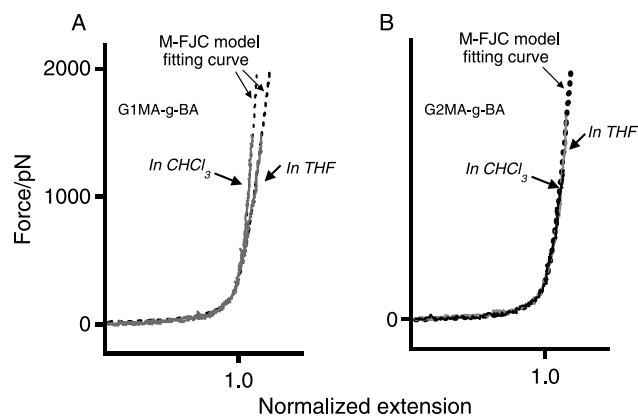 A
M-FJC model
fitting curve
2000
G1MA-g-BA
In CHCl3
In THF
1000
0
1.0
Force/pN
B
M-FJC model
fitting curve
G2MA-g-BA
In THF
In CHCl3
0
1.0
Normalized extension